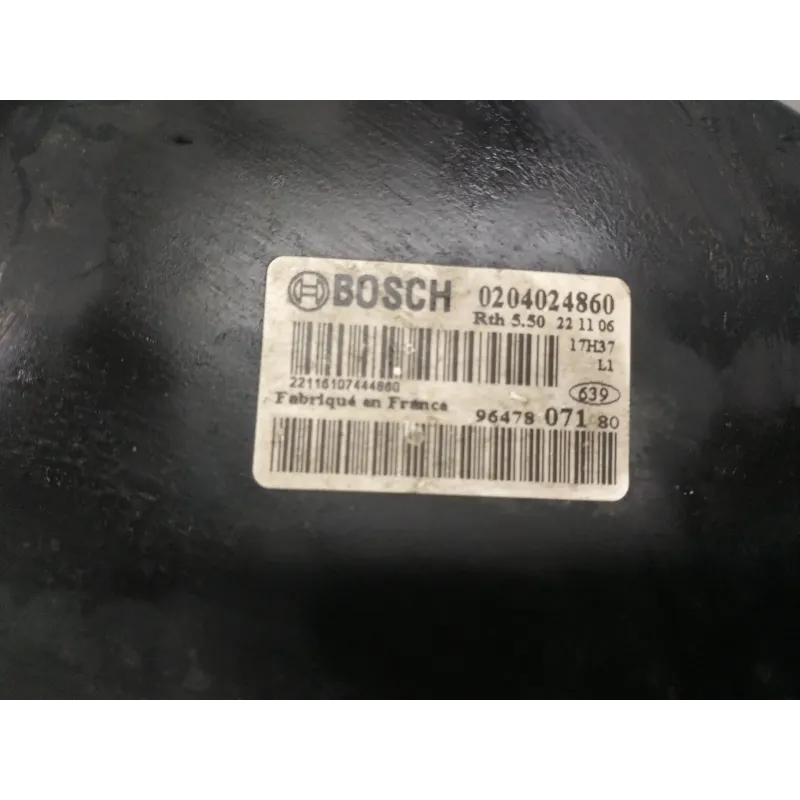 BOSCH 0204024860
Rth 5.50 22 11 06
17H37
L1
22116107444860
639
Fabriqué en France
96478 071 80